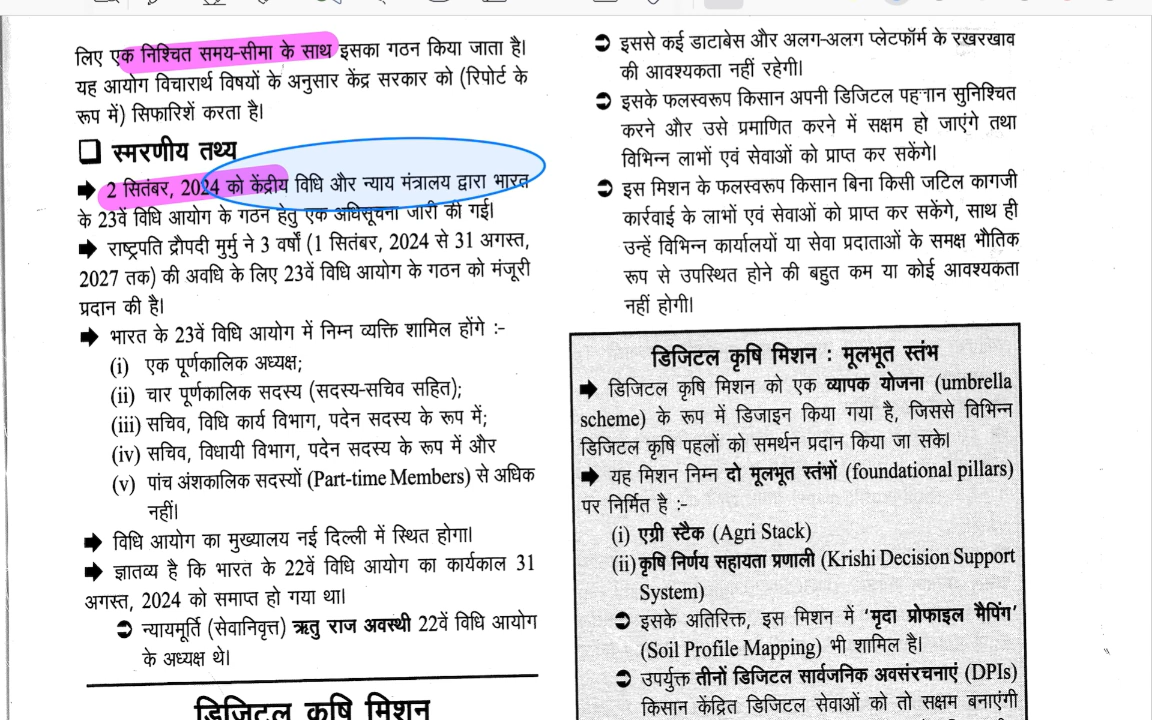 लिए एक निश्चित समय-सीमा के साथ इसका गठन किया जाता है।
यह आयोग विचारार्थ विषयों के अनुसार केंद्र सरकार को (रिपोर्ट के
रूप में) सिफारिशें करता है।
स्मरणीय तथ्य
2 सितंबर, 2024 को केंद्रीय विधि और न्याय मंत्रालय द्वारा भारत
के 23वें विधि आयोग के गठन हेतु एक अधिसूचना जारी की गई।
राष्ट्रपति द्रौपदी मुर्मु ने 3 वर्षों (1 सितंबर, 2024 से 31 अगस्त,
2027 तक) की अवधि के लिए 23वें विधि आयोग के गठन को मंजूरी
प्रदान की है।
भारत के 23वें विधि आयोग में निम्न व्यक्ति शामिल होंगे :-
(i) एक पूर्णकालिक अध्यक्ष;
(ii) चार पूर्णकालिक सदस्य (सदस्य-सचिव सहित);
(iii) सचिव, विधि कार्य विभाग, पदेन सदस्य के रूप में;
(iv) सचिव, विधायी विभाग, पदेन सदस्य के रूप में और
(v) पांच अंशकालिक सदस्यों (Part-time Members) से अधिक
नहीं।
विधि आयोग का मुख्यालय नई दिल्ली में स्थित होगा।
ज्ञातव्य है कि भारत के 22वें विधि आयोग का कार्यकाल 31
अगस्त, 2024 को समाप्त हो गया था।
न्यायमूर्ति (सेवानिवृत्त) ऋतु राज अवस्थी 22वें विधि आयोग
के अध्यक्ष थे।
डिजिटल कृषि मिशन
इससे कई डाटाबेस और अलग-अलग प्लेटफॉर्म के रखरखाव
की आवश्यकता नहीं रहेगी।
इसके फलस्वरूप किसान अपनी डिजिटल पहचान सुनिश्चित
करने और उसे प्रमाणित करने में सक्षम हो जाएंगे तथा
विभिन्न लाभों एवं सेवाओं को प्राप्त कर सकेंगे।
इस मिशन के फलस्वरूप किसान बिना किसी जटिल कागजी
कार्रवाई के लाभों एवं सेवाओं को प्राप्त कर सकेंगे, साथ ही
उन्हें विभिन्न कार्यालयों या सेवा प्रदाताओं के समक्ष भौतिक
रूप से उपस्थित होने की बहुत कम या कोई आवश्यकता
नहीं होगी।
डिजिटल कृषि मिशन : मूलभूत स्तंभ
डिजिटल कृषि मिशन को एक व्यापक योजना (umbrella
scheme) के रूप में डिजाइन किया गया है, जिससे विभिन्न
डिजिटल कृषि पहलों को समर्थन प्रदान किया जा सके।
यह मिशन निम्न दो मूलभूत स्तंभों (foundational pillars)
पर निर्मित है :-
(i) एग्री स्टैक (Agri Stack)
(ii) कृषि निर्णय सहायता प्रणाली (Krishi Decision Support
System)
इसके अतिरिक्त, इस मिशन में 'मृदा प्रोफाइल मैपिंग'
(Soil Profile Mapping) भी शामिल है।
उपर्युक्त तीनों डिजिटल सार्वजनिक अवसंरचनाएं (DPIs)
किसान केंद्रित डिजिटल सेवाओं को तो सक्षम बनाएंगी